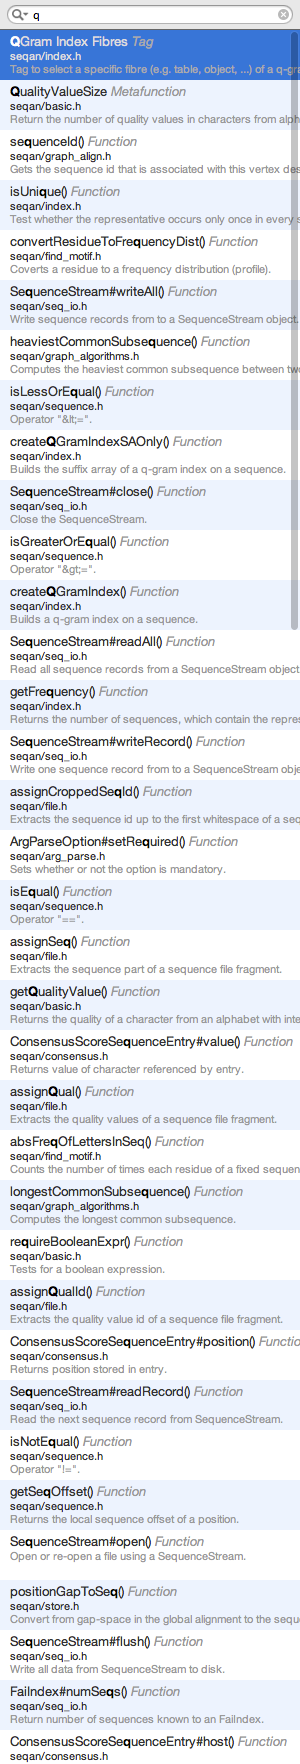 q
QGram Index Fibres Tag
seqan/index.h
Tag to select a specific fibre (e.g. table, object, ...) of a q-gra
QualityValueSize Metafunction
seqan/basic.h
Return the number of quality values in characters from alph
sequenceId() Function
seqan/graph_align.h
Gets the sequence id that is associated with this vertex des
isUnique() Function
seqan/index.h
Test whether the representative occurs only once in every s
convertResidueToFrequencyDist() Function
seqan/find_motif.h
Coverts a residue to a frequency distribution (profile).
SequenceStream#writeAll() Function
seqan/seq_io.h
Write sequence records from to a SequenceStream object.
heaviestCommonSubsequence() Function
seqan/graph_algorithms.h
Computes the heaviest common subsequence between two
isLessOrEqual() Function
seqan/sequence.h
Operator "&lt;=".
createQGramIndexSAOnly() Function
seqan/index.h
Builds the suffix array of a q-gram index on a sequence.
SequenceStream#close() Function
seqan/seq_io.h
Close the SequenceStream.
isGreaterOrEqual() Function
seqan/sequence.h
Operator "&gt;=".
createQGramIndex() Function
seqan/index.h
Builds a q-gram index on a sequence.
SequenceStream#readAll() Function
seqan/seq_io.h
Read all sequence records from a SequenceStream object
getFrequency() Function
seqan/index.h
Returns the number of sequences, which contain the repres
SequenceStream#writeRecord() Function
seqan/seq_io.h
Write one sequence record from to a SequenceStream obje
assignCroppedSeqId() Function
seqan/file.h
Extracts the sequence id up to the first whitespace of a seq
ArgParseOption#setRequired() Function
seqan/arg_parse.h
Sets whether or not the option is mandatory.
isEqual() Function
seqan/sequence.h
Operator "==".
assignSeq() Function
seqan/file.h
Extracts the sequence part of a sequence file fragment.
getQualityValue() Function
seqan/basic.h
Returns the quality of a character from an alphabet with inte
ConsensusScoreSequenceEntry#value() Function
seqan/consensus.h
Returns value of character referenced by entry.
assignQual() Function
seqan/file.h
Extracts the quality values of a sequence file fragment.
absFreqOfLettersInSeq() Function
seqan/find_motif.h
Counts the number of times each residue of a fixed sequen
longestCommonSubsequence() Function
seqan/graph_algorithms.h
Computes the longest common subsequence.
requireBooleanExpr() Function
seqan/basic.h
Tests for a boolean expression.
assignQualId() Function
seqan/file.h
Extracts the quality value id of a sequence file fragment.
ConsensusScoreSequenceEntry#position() Functio
seqan/consensus.h
Returns position stored in entry.
SequenceStream#readRecord() Function
seqan/seq_io.h
Read the next sequence record from SequenceStream.
isNotEqual() Function
seqan/sequence.h
Operator "!=".
getSeqOffset() Function
seqan/sequence.h
Returns the local sequence offset of a position.
SequenceStream#open() Function
Open or re-open a file using a SequenceStream.
positionGapToSeq() Function
seqan/store.h
Convert from gap-space in the global alignment to the sequ
SequenceStream#flush() Function
seqan/seq_io.h
Write all data from SequenceStream to disk.
FaiIndex#numSeqs() Function
seqan/seq_io.h
Return number of sequences known to an FaiIndex.
ConsensusScoreSequenceEntry#host() Function
seqan/consensus.h